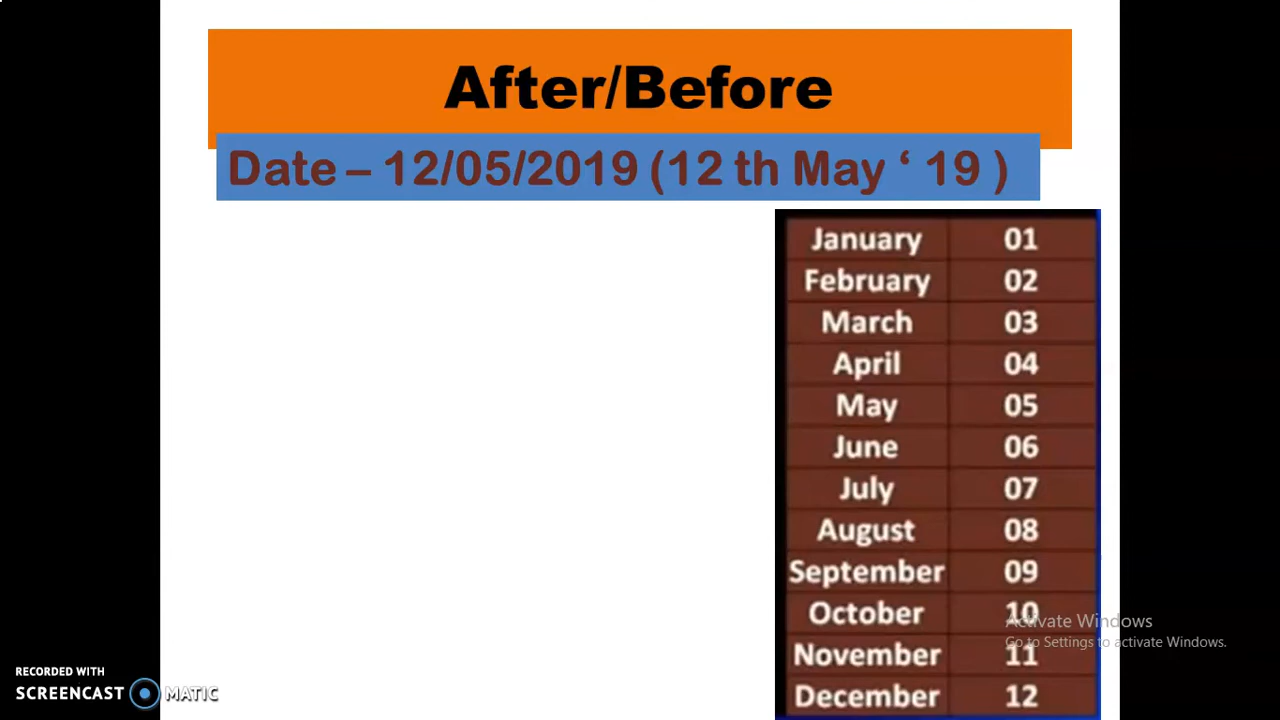 After/Before
Date – 12/05/2019 (12 th May ‘ 19 )
January 01
February 02
March 03
April 04
May 05
June 06
July 07
August 08
September 09
October 10
November 11
December 12
Activate Windows
Go to Settings to activate Windows.
RECORDED WITH
SCREENCAST MATIC